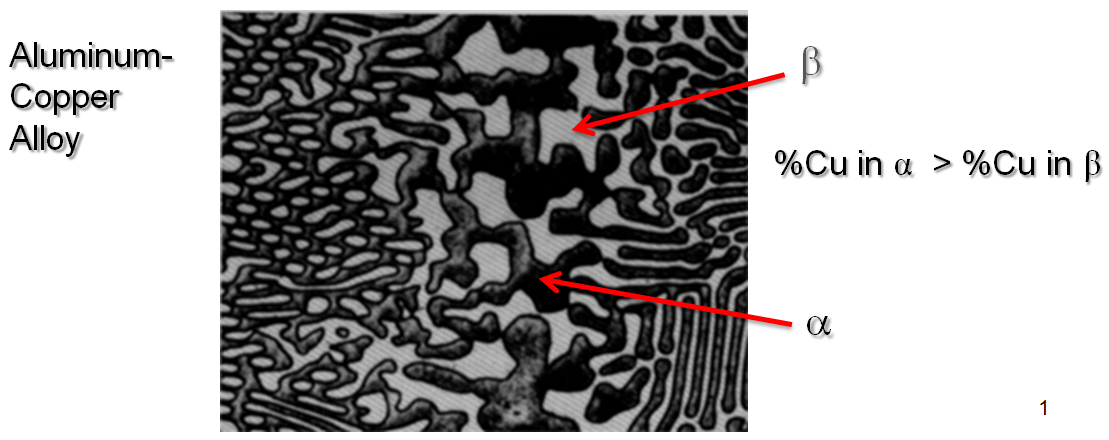 Aluminum-
Copper
Alloy
β
%Cu in α > %Cu in β
α
1